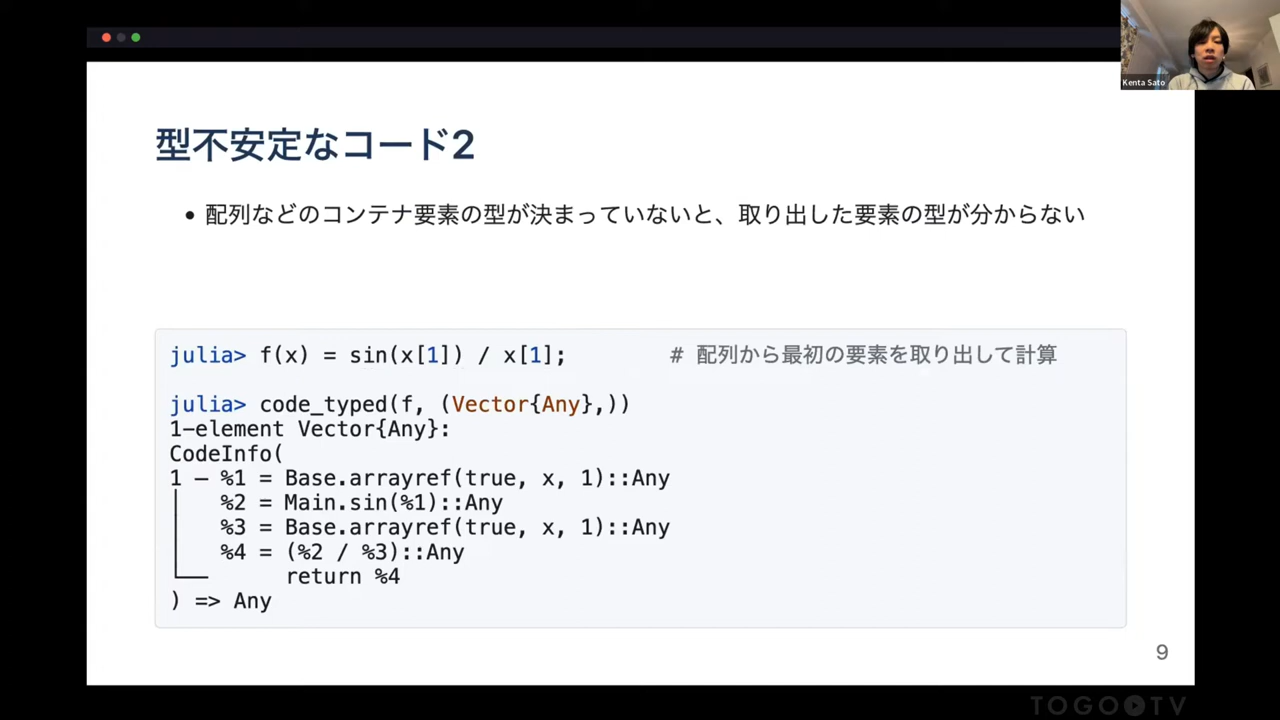 Kenta Sato
型不安定なコード2
• 配列などのコンテナ要素の型が決まっていないと、取り出した要素の型が分からない
julia> f(x) = sin(x[1]) / x[1]; # 配列から最初の要素を取り出して計算
julia> code_typed(f, (Vector{Any},))
1-element Vector{Any}:
CodeInfo(
1 ─ %1 = Base.arrayref(true, x, 1)::Any
│ %2 = Main.sin(%1)::Any
│ %3 = Base.arrayref(true, x, 1)::Any
│ %4 = (%2 / %3)::Any
└── return %4
) => Any
9
TOGO TV